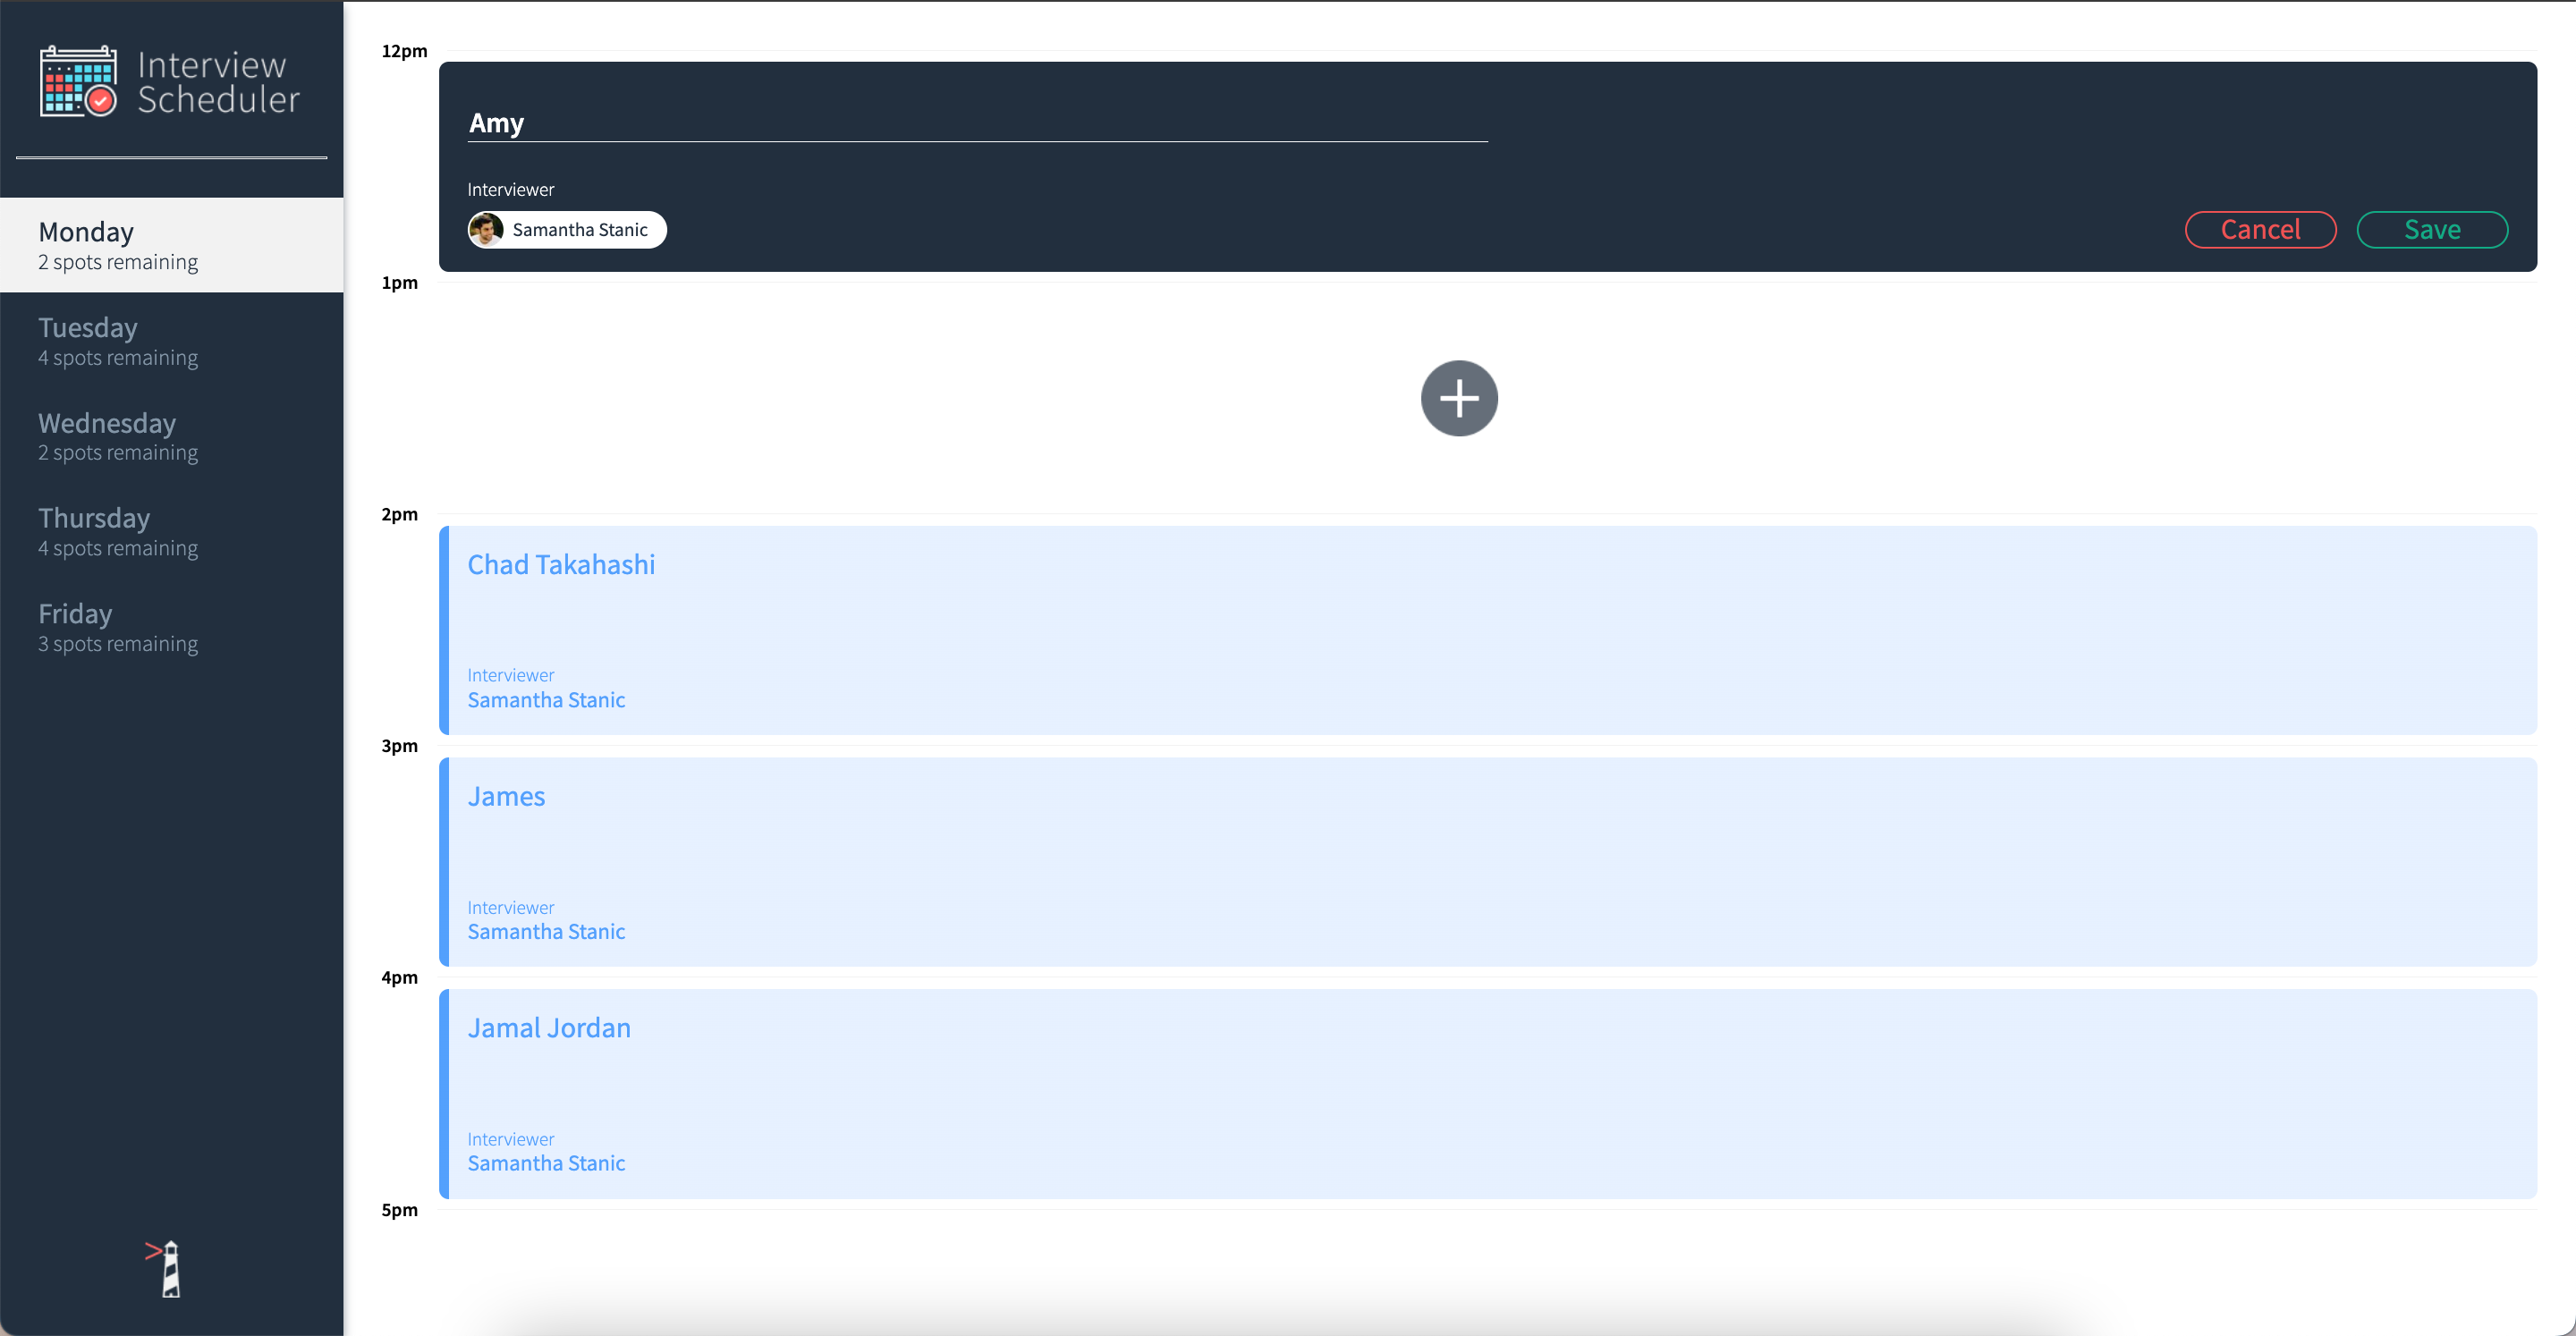 Interview
Scheduler
Monday
2 spots remaining
Tuesday
4 spots remaining
Wednesday
2 spots remaining
Thursday
4 spots remaining
Friday
3 spots remaining
12pm
Amy
Interviewer
Samantha Stanic
Cancel
Save
1pm
2pm
Chad Takahashi
Interviewer
Samantha Stanic
3pm
James
Interviewer
Samantha Stanic
4pm
Jamal Jordan
Interviewer
Samantha Stanic
5pm